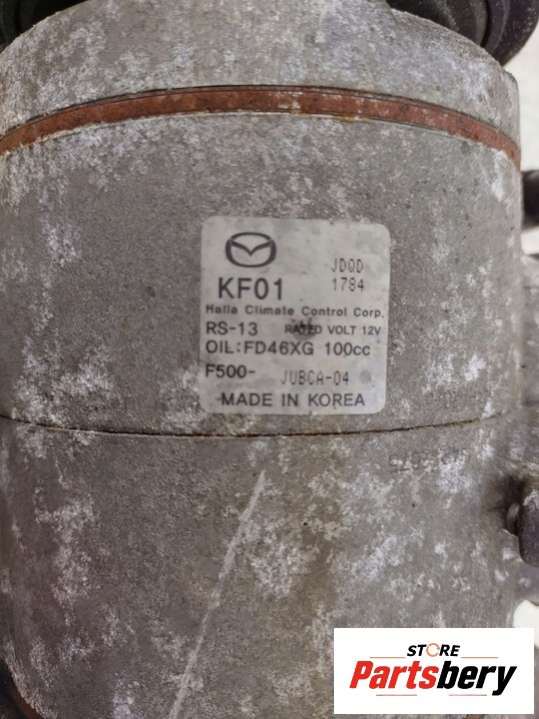 JDQD
KF01 1784
Halla Climate Control Corp.
RS-13 RATED VOLT 12V
OIL:FD46XG 100cc
F500- JUBCA-04
MADE IN KOREA
STORE
Partsbery